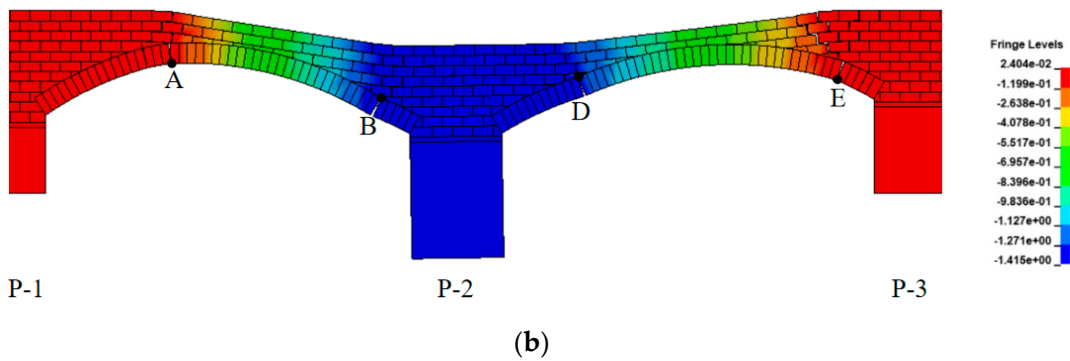 Fringe Levels
2.404e-02
-1.199e-01
-2.638e-01
-4.078e-01
-5.517e-01
-6.957e-01
-8.396e-01
-9.836e-01
-1.127e+00
-1.271e+00
-1.415e+00
A
B
D
E
P-1
P-2
P-3
(b)